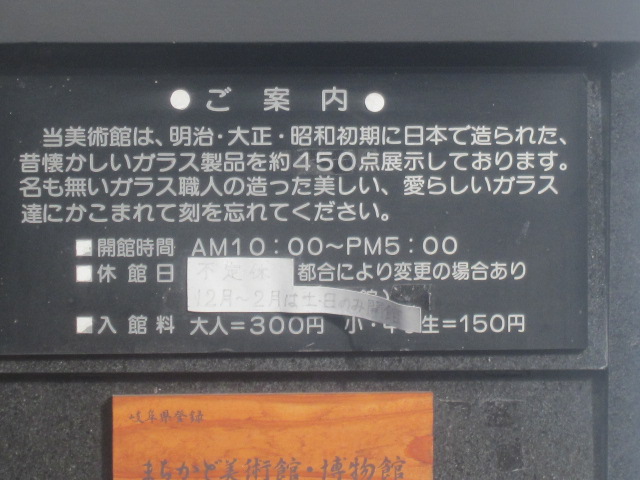 ●ご案内●
当美術館は、明治・大正・昭和初期に日本で造られた、
昔懐かしいガラス製品を約450点展示しております。
名も無いガラス職人の造った美しい、愛らしいガラス
達にかこまれて刻を忘れてください。
■開館時間 AM10:00〜PM5:00
■休館日 不定休 都合により変更の場合あり
12月〜2月は土・日のみ開館
■入館料 大人=300円 小・中 生=150円
岐阜県登録
まちかど美術館・博物館